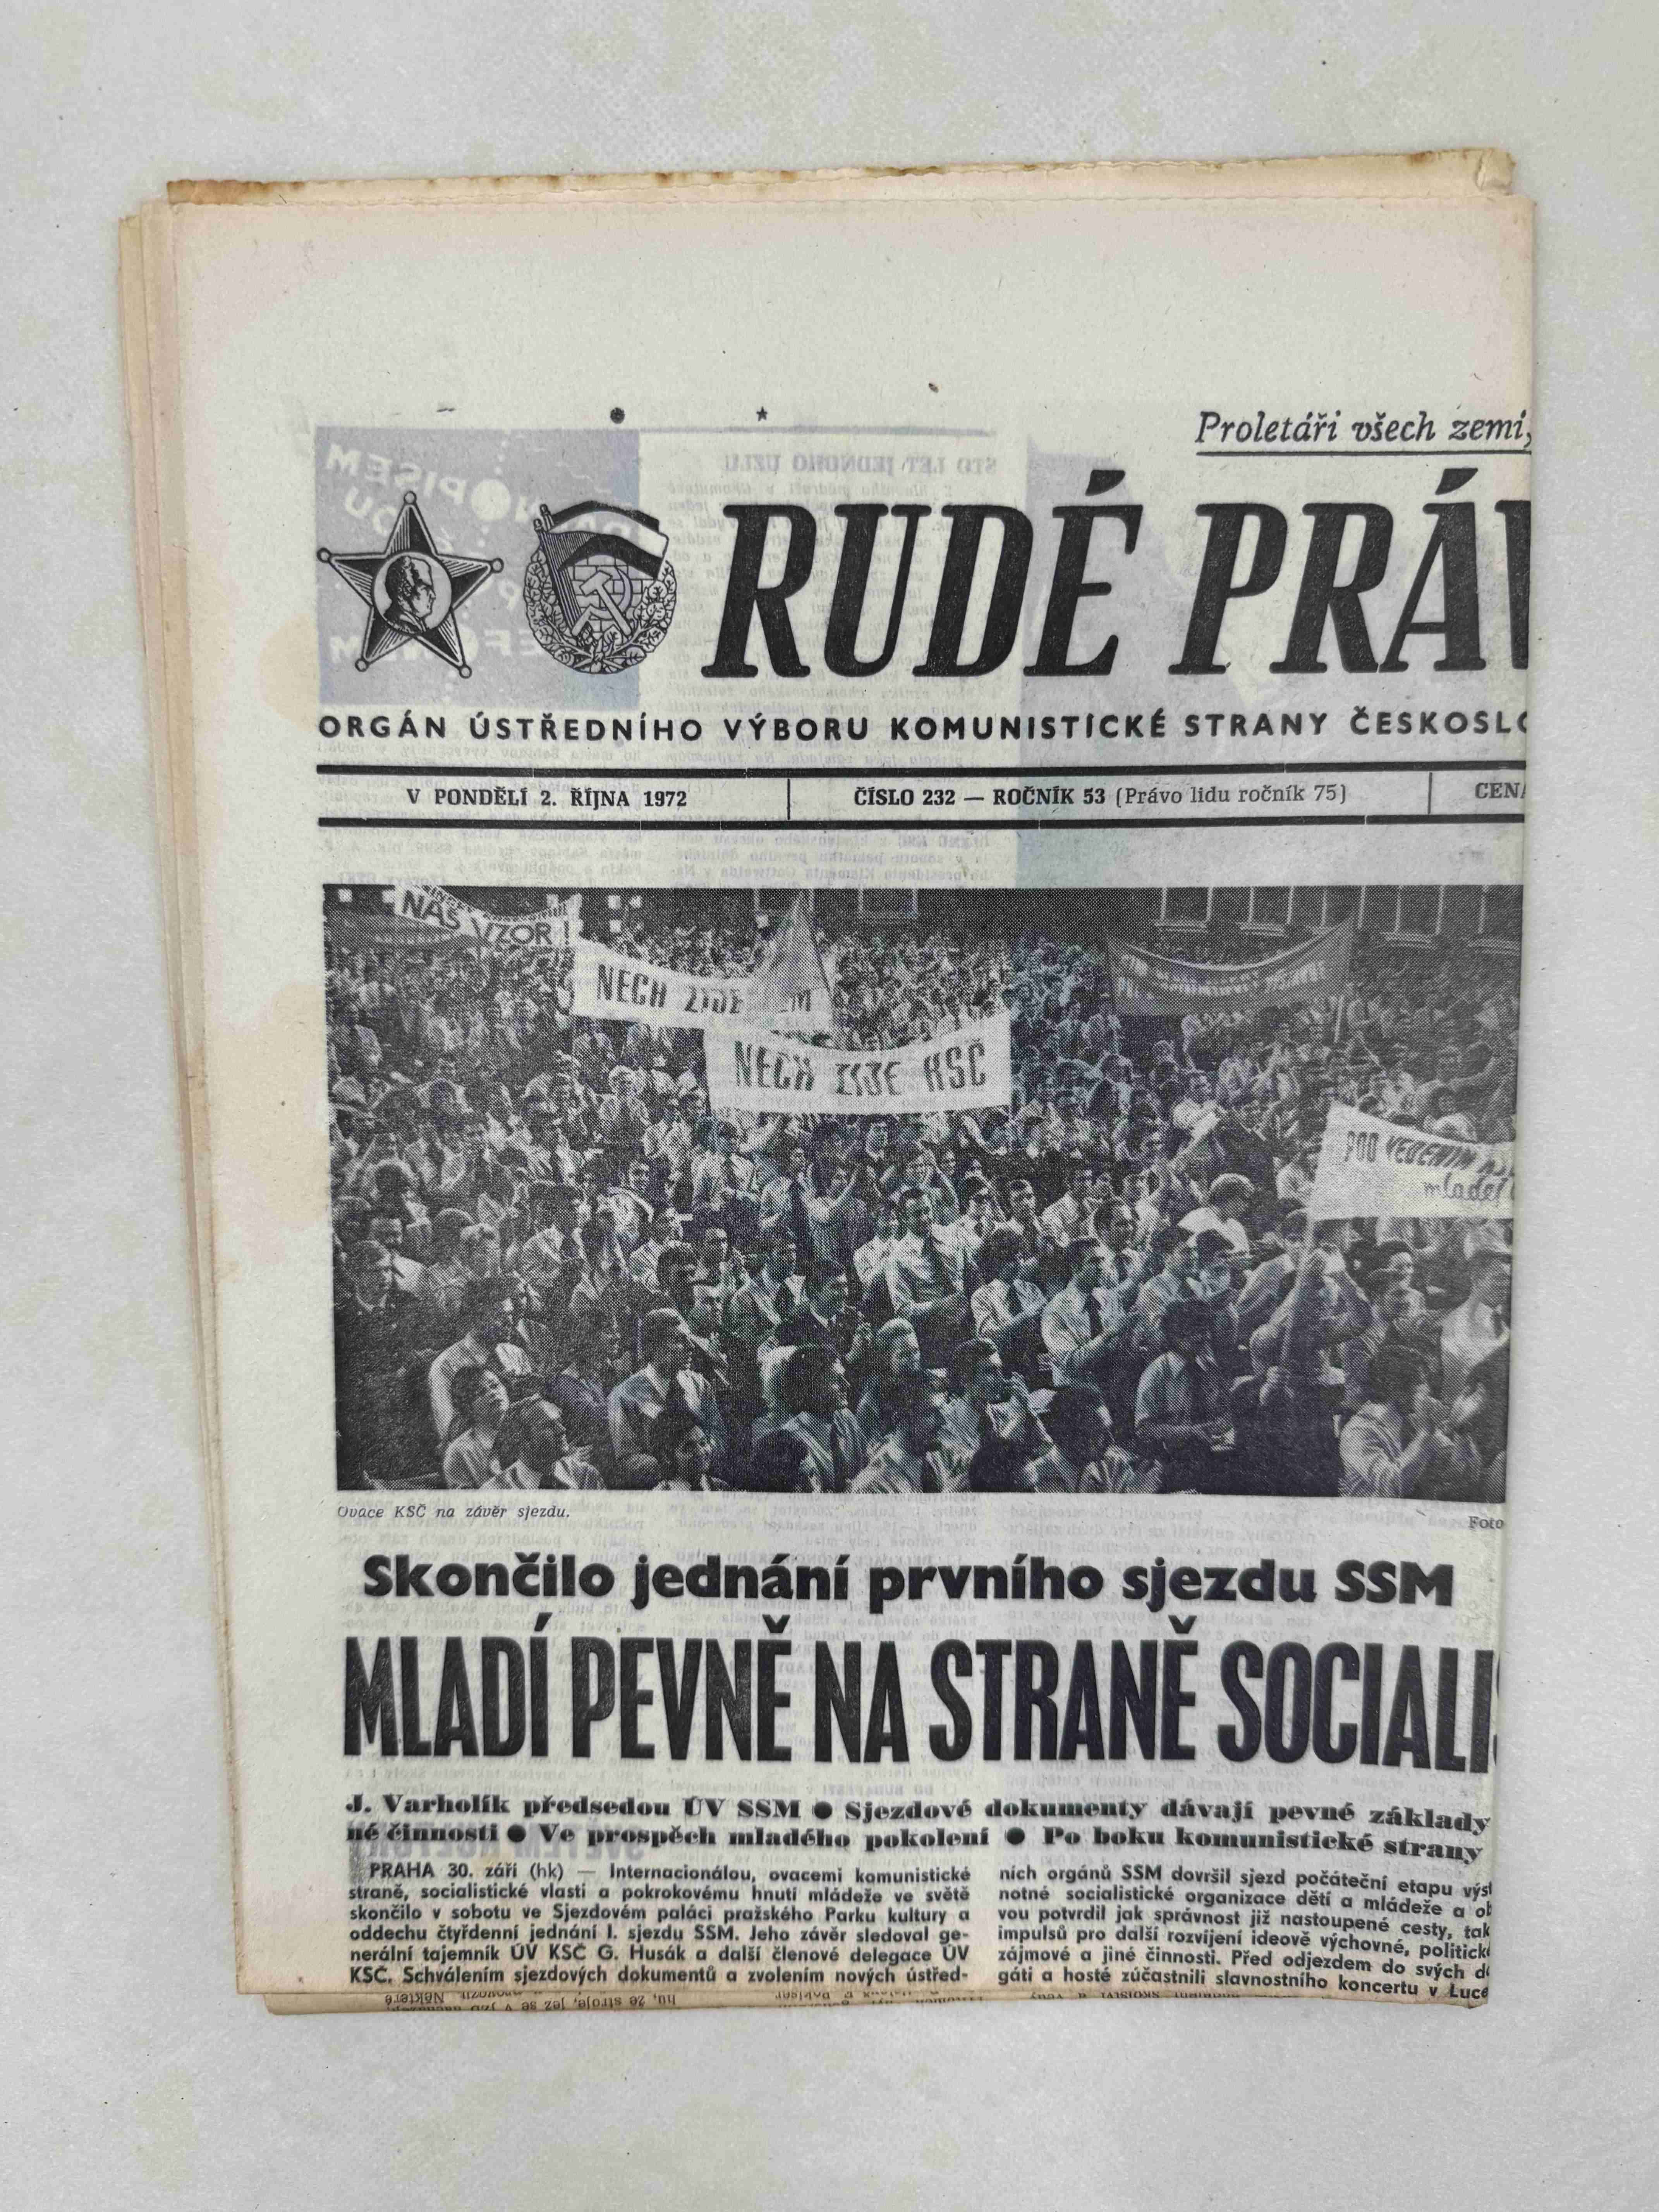 Proletáři všech zemí,
RUDÉ PRÁV
ORGÁN ÚSTŘEDNÍHO VÝBORU KOMUNISTICKÉ STRANY ČESKOSLO
V PONDĚLÍ 2. ŘÍJNA 1972
ČÍSLO 232 — ROČNÍK 53 (Právo lidu ročník 75)
CENA
NÁŠ VZOR!
NECH ŽIJE
NECH ŽIJE KSČ
POD VEDENÍM
mládež
Ovace KSČ na závěr sjezdu.
Foto
Skončilo jednání prvního sjezdu SSM
MLADÍ PEVNĚ NA STRANĚ SOCIALIS
J. Varholík předsedou ÚV SSM ● Sjezdové dokumenty dávají pevné základy
né činnosti ● Ve prospěch mladého pokolení ● Po boku komunistické strany
PRAHA 30. září (hk) — Internacionálou, ovacemi komunistické
straně, socialistické vlasti a pokrokovému hnutí mládeže ve světě
skončilo v sobotu ve Sjezdovém paláci pražského Parku kultury a
oddechu čtyřdenní jednání I. sjezdu SSM. Jeho závěr sledoval ge-
nerální tajemník ÚV KSČ G. Husák a další členové delegace ÚV
KSČ. Schválením sjezdových dokumentů a zvolením nových ústřed-
ních orgánů SSM dovršil sjezd počáteční etapu výst
notné socialistické organizace dětí a mládeže a ob
vou potvrdil jak správnost již nastoupené cesty, tak
impulsů pro další rozvíjení ideově výchovné, politick
zájmové a jiné činnosti. Před odjezdem do svých d
gáti a hosté zúčastnili slavnostního koncertu v Luce